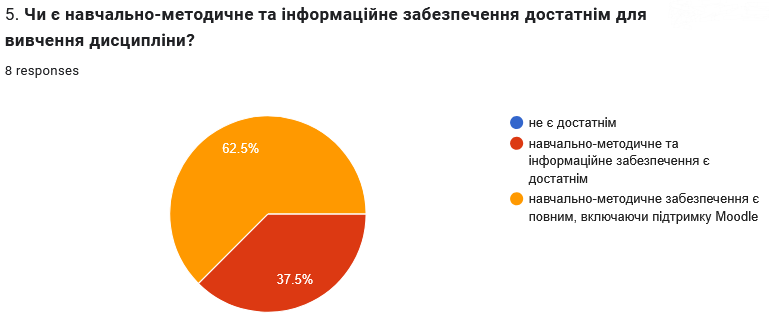 5. Чи є навчально-методичне та інформаційне забезпечення достатнім для
вивчення дисципліни?
8 responses
не є достатнім
навчально-методичне та
інформаційне забезпечення є
достатнім
навчально-методичне забезпечення є
повним, включаючи підтримку Moodle
62.5%
37.5%